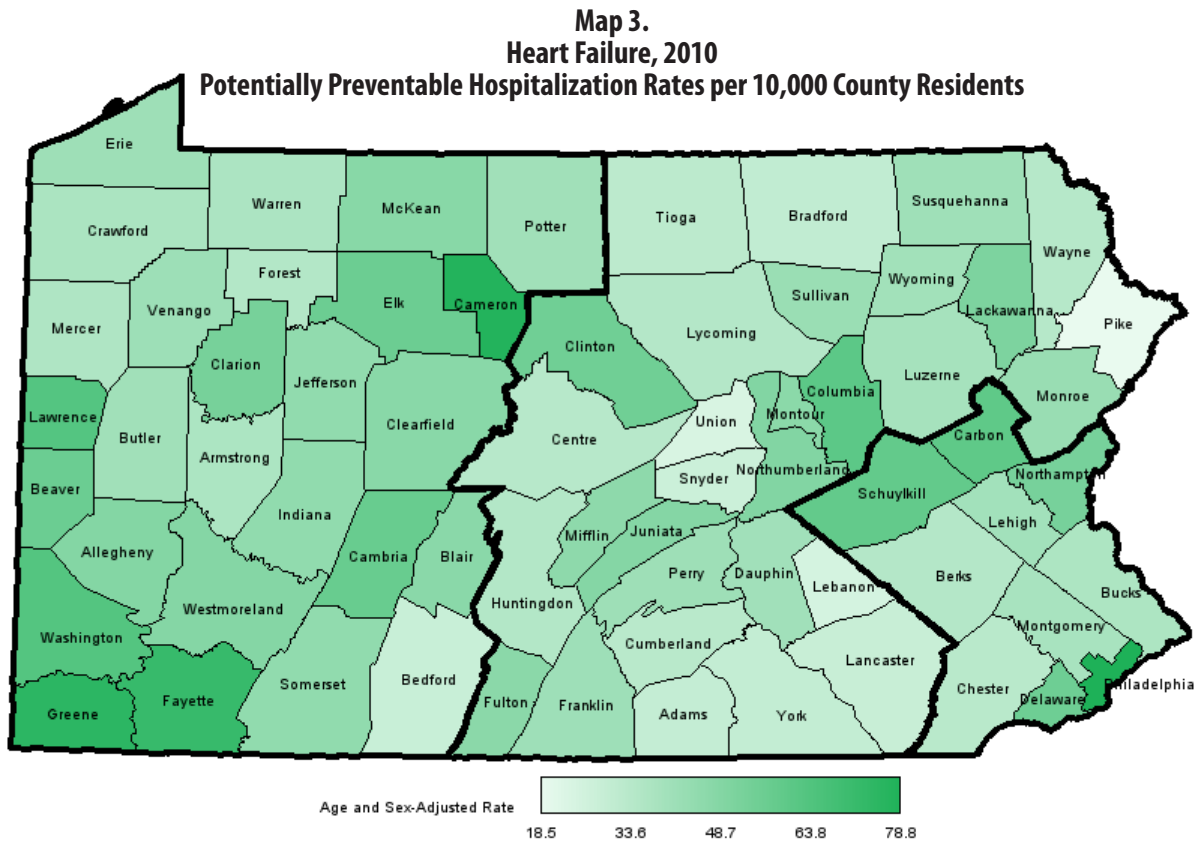 Map 3.
Heart Failure, 2010
Potentially Preventable Hospitalization Rates per 10,000 County Residents
Erie
Warren
McKean
Potter
Tioga
Bradford
Susquehanna
Crawford
Wayne
Forest
Wyoming
Venango
Elk
Cameron
Sullivan
Lackawanna
Mercer
Pike
Lycoming
Clinton
Clarion
Luzerne
Jefferson
Columbia
Monroe
Lawrence
Montour
Union
Clearfield
Butler
Centre
Carbon
Armstrong
Northumberland
Snyder
Northampton
Beaver
Schuylkill
Indiana
Lehigh
Juniata
Mifflin
Allegheny
Cambria
Blair
Perry
Dauphin
Berks
Lebanon
Bucks
Huntingdon
Westmoreland
Montgomery
Washington
Cumberland
Lancaster
Bedford
Somerset
Chester
Philadelphia
Fayette
Fulton
Franklin
Delaware
Greene
Adams
York
Age and Sex-Adjusted Rate
18.5 33.6 48.7 63.8 78.8